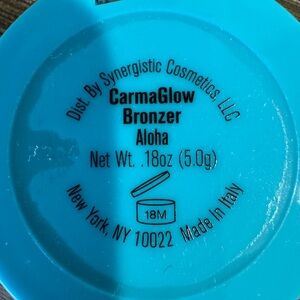 Dist. By Synergistic Cosmetics, LLC
CarmaGlow
Bronzer
Aloha
Net Wt. .18oz (5.0g)
18M
New York, NY 10022 Made In Italy